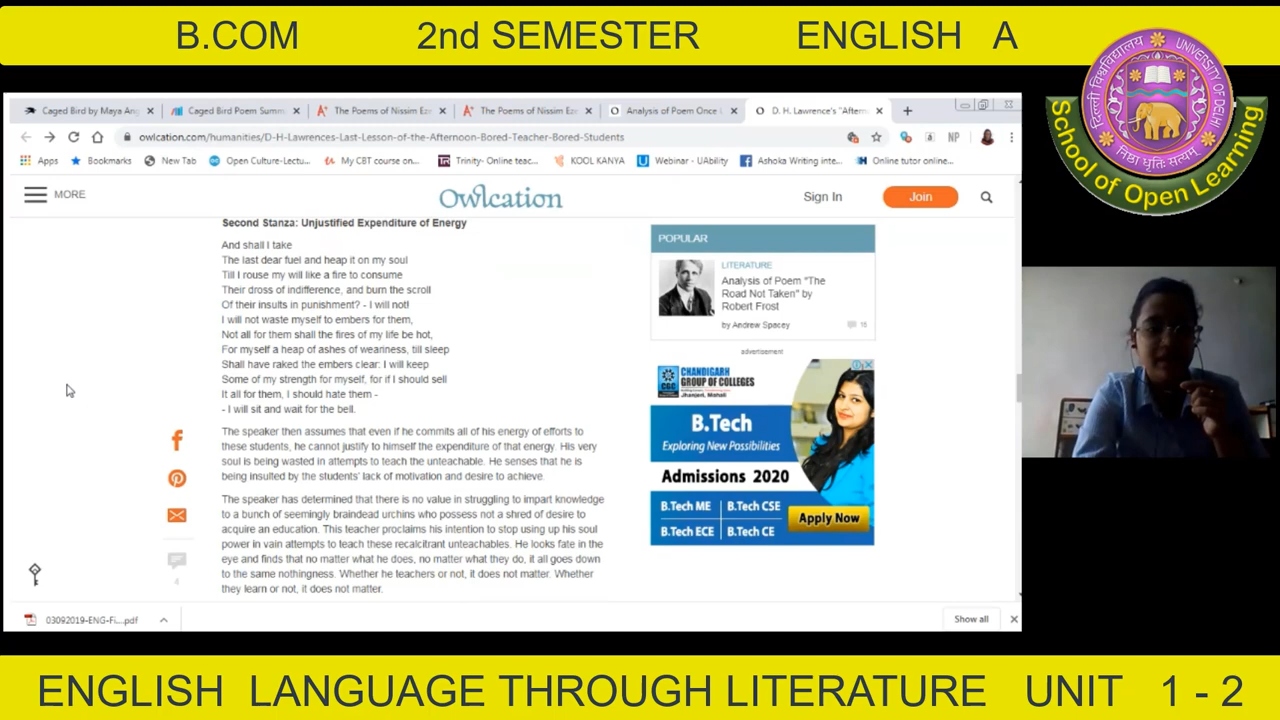 B.COM 2nd SEMESTER ENGLISH A
दिल्ली विश्वविद्यालय UNIVERSITY OF DELHI
निष्ठा धृतिः सत्यम्
School of Open Learning
Caged Bird by Maya An
Caged Bird Poem Summ
The Poems of Nissim Ez
The Poems of Nissim Ez
Analysis of Poem Once
D. H. Lawrence's "Aftern
owlcation.com/humanities/D-H-Lawrences-Last-Lesson-of-the-Afternoon-Bored-Teacher-Bored-Students
NP
Apps Bookmarks New Tab Open Culture-Lectu... My CBT course on... Trinity- Online teac... KOOL KANYA Webinar - UAbility Ashoka Writing inte... Online tutor online...
MORE
Owlcation
Sign In
Join
Second Stanza: Unjustified Expenditure of Energy
And shall I take
The last dear fuel and heap it on my soul
Till I rouse my will like a fire to consume
Their dross of indifference, and burn the scroll
Of their insults in punishment? - I will not!
I will not waste myself to embers for them,
Not all for them shall the fires of my life be hot,
For myself a heap of ashes of weariness, till sleep
Shall have raked the embers clear: I will keep
Some of my strength for myself, for if I should sell
It all for them, I should hate them -
- I will sit and wait for the bell.
The speaker then assumes that even if he commits all of his energy of efforts to
these students, he cannot justify to himself the expenditure of that energy. His very
soul is being wasted in attempts to teach the unteachable. He senses that he is
being insulted by the students' lack of motivation and desire to achieve.
The speaker has determined that there is no value in struggling to impart knowledge
to a bunch of seemingly braindead urchins who possess not a shred of desire to
acquire an education. This teacher proclaims his intention to stop using up his soul
power in vain attempts to teach these recalcitrant unteachables. He looks fate in the
eye and finds that no matter what he does, no matter what they do, it all goes down
to the same nothingness. Whether he teachers or not, it does not matter. Whether
they learn or not, it does not matter.
4
POPULAR
LITERATURE
Analysis of Poem "The
Road Not Taken" by
Robert Frost
by Andrew Spacey
advertisement
CGC
CHANDIGARH
GROUP OF COLLEGES
Jhanjeri, Mohali
B.Tech
Exploring New Possibilities
Admissions 2020
B.Tech ME B.Tech CSE
B.Tech ECE B.Tech CE
Apply Now
03092019-ENG-Fi....pdf
Show all
ENGLISH LANGUAGE THROUGH LITERATURE UNIT 1 - 2